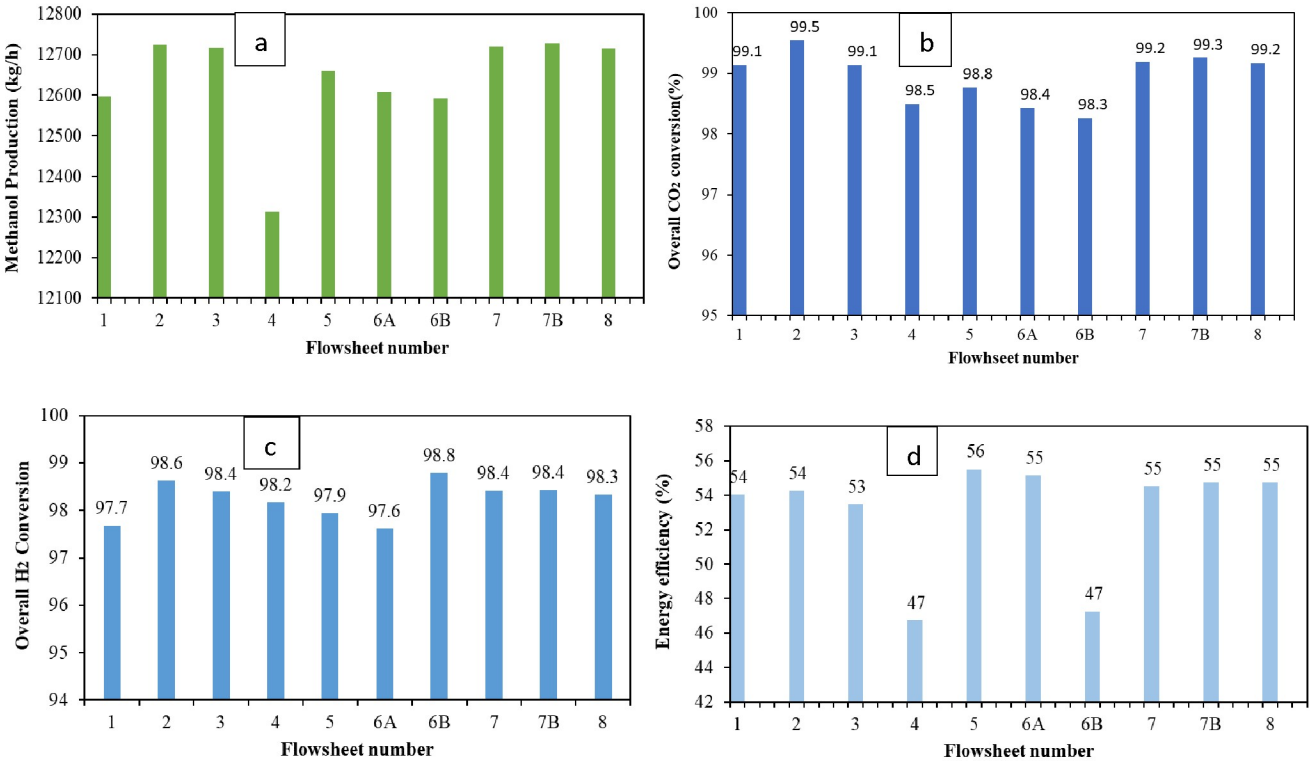 a
Methanol Production (kg/h)
12800
12700
12600
12500
12400
12300
12200
12100
1 2 3 4 5 6A 6B 7 7B 8
Flowsheet number
b
Overall CO2 conversion(%)
100
99
98
97
96
95
99.1 99.5 99.1 98.5 98.8 98.4 98.3 99.2 99.3 99.2
1 2 3 4 5 6A 6B 7 7B 8
Flowhseet number
c
Overall H2 Conversion
100
99
98
97
96
95
94
97.7 98.6 98.4 98.2 97.9 97.6 98.8 98.4 98.4 98.3
1 2 3 4 5 6A 6B 7 7B 8
Flowsheet number
d
Energy efficiency (%)
58
56
54
52
50
48
46
44
42
54 54 53 47 56 55 47 55 55 55
1 2 3 4 5 6A 6B 7 7B 8
Flowsheet number